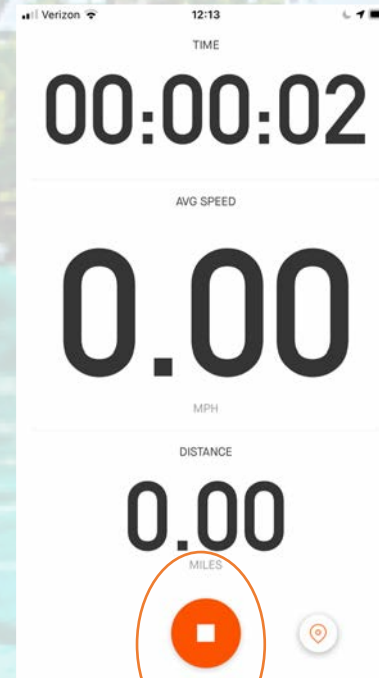 Verizon 12:13
TIME
00:00:02
AVG SPEED
0.00
MPH
DISTANCE
0.00
MILES